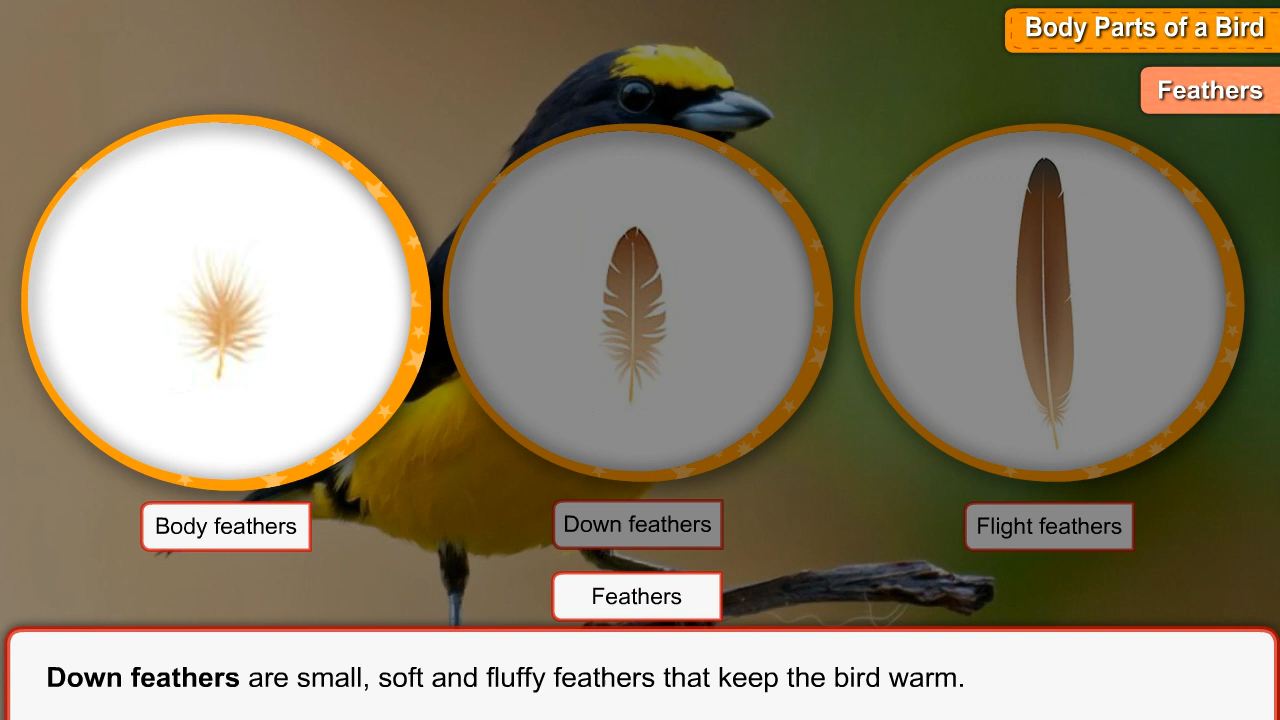 Body Parts of a Bird
Feathers
Body feathers
Down feathers
Flight feathers
Feathers
Down feathers are small, soft and fluffy feathers that keep the bird warm.